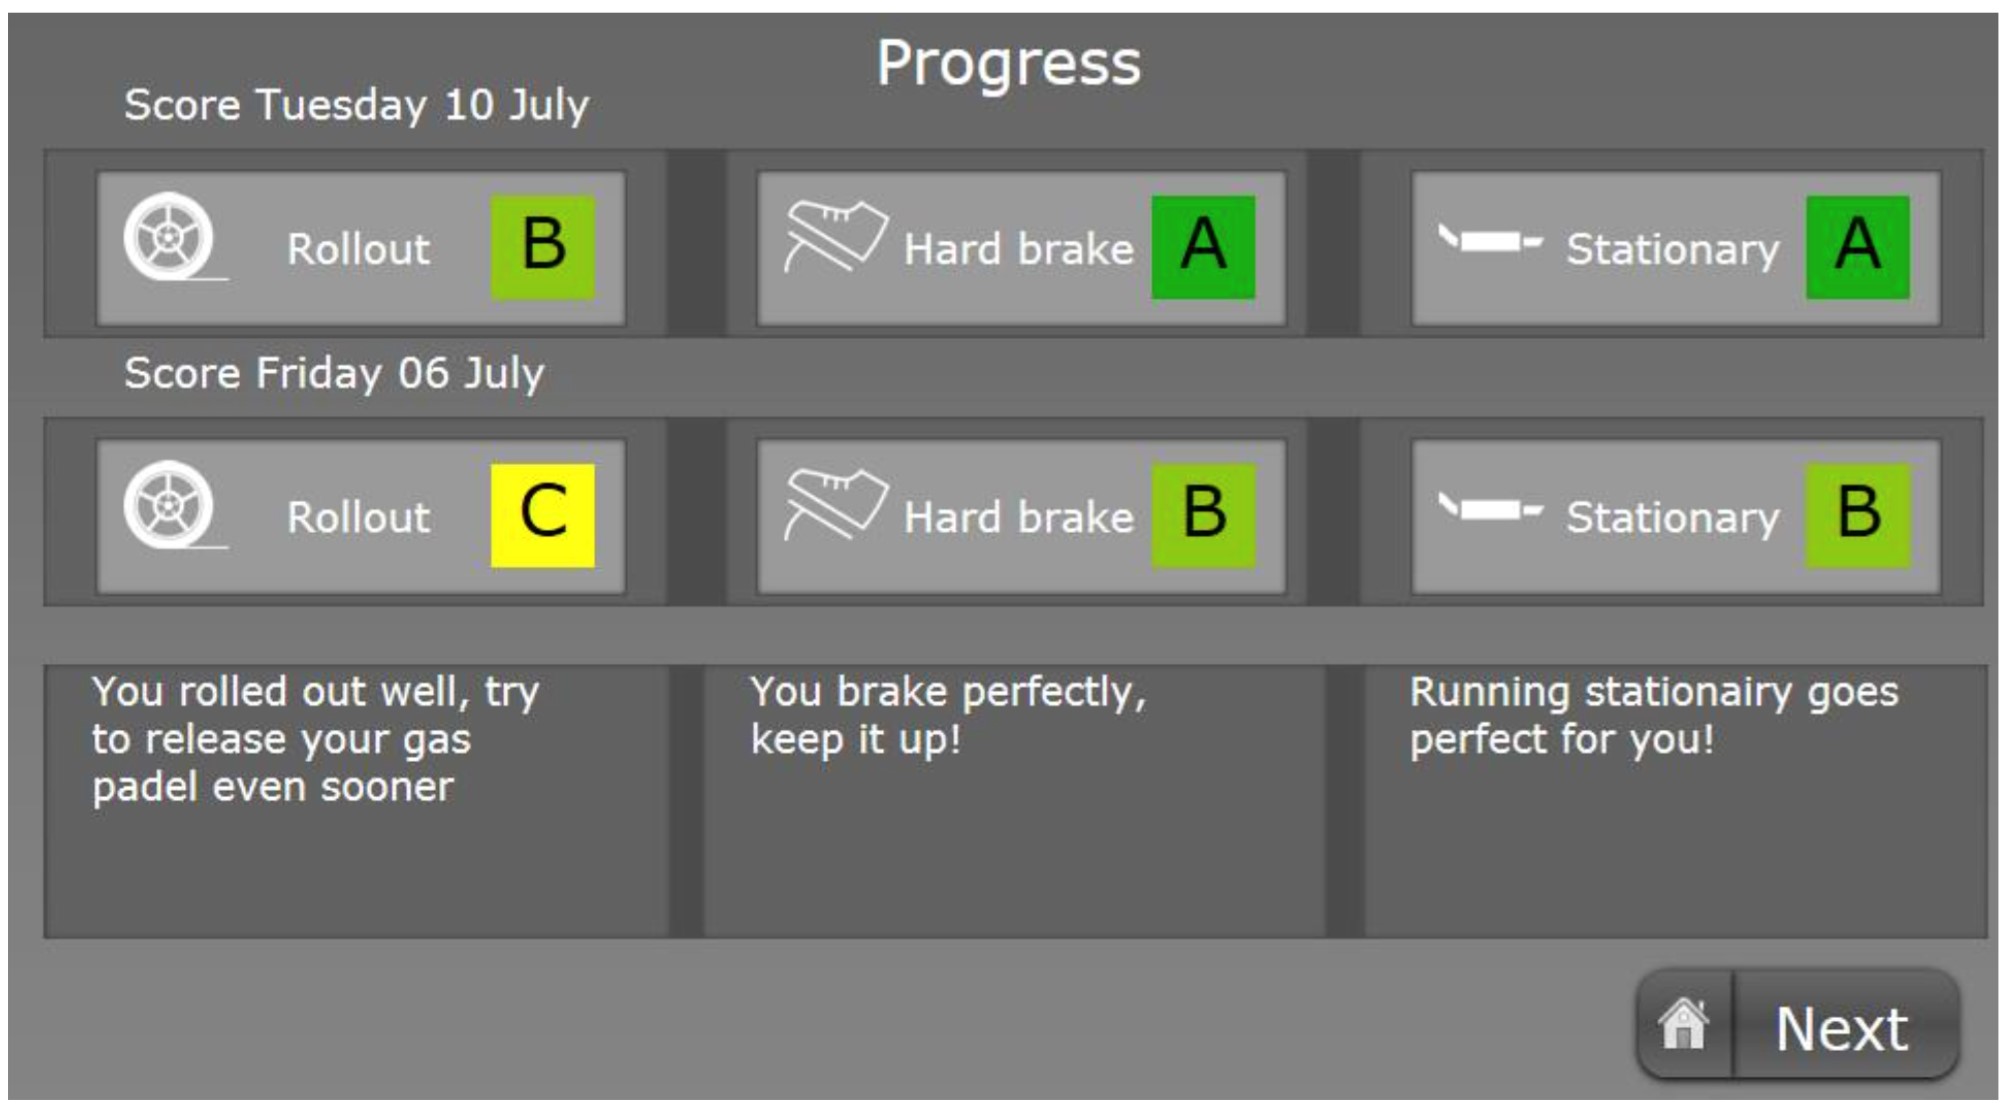 Progress
Score Tuesday 10 July
Rollout B
Hard brake A
Stationary A
Score Friday 06 July
Rollout C
Hard brake B
Stationary B
You rolled out well, try
to release your gas
padel even sooner
You brake perfectly,
keep it up!
Running stationairy goes
perfect for you!
Next